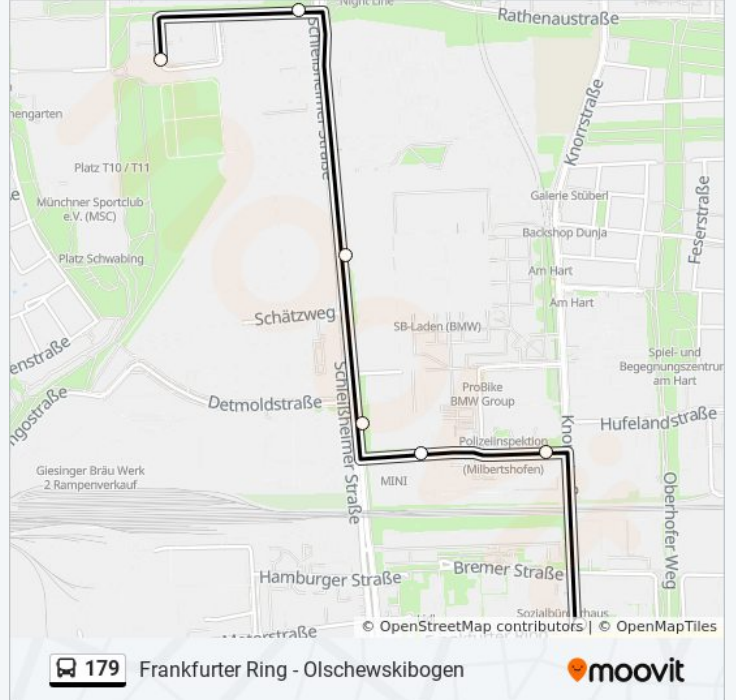 Night Line
Rathenaustraße
Schleißheimer Straße
Knorrstraße
Platz T10 / T11
Galerie Stüberl
Feserstraße
Münchner Sportclub
e.V. (MSC)
Backshop Dunja
Platz Schwabing
Am Hart
Am Hart
Schätzweg
SB-Laden (BMW)
Spiel- und
Begegnungszentrum
am Hart
Schleißheimer Straße
ProBike
BMW Group
Detmoldstraße
Hufelandstraße
Polizeiinspektion
(Milbertshofen)
Giesinger Bräu Werk
2 Rampenverkauf
MINI
Oberhofer Weg
Bremer Straße
Hamburger Straße
© OpenStreetMap contributors | © OpenMapTiles
179 Frankfurter Ring - Olschewskibogen
moovit